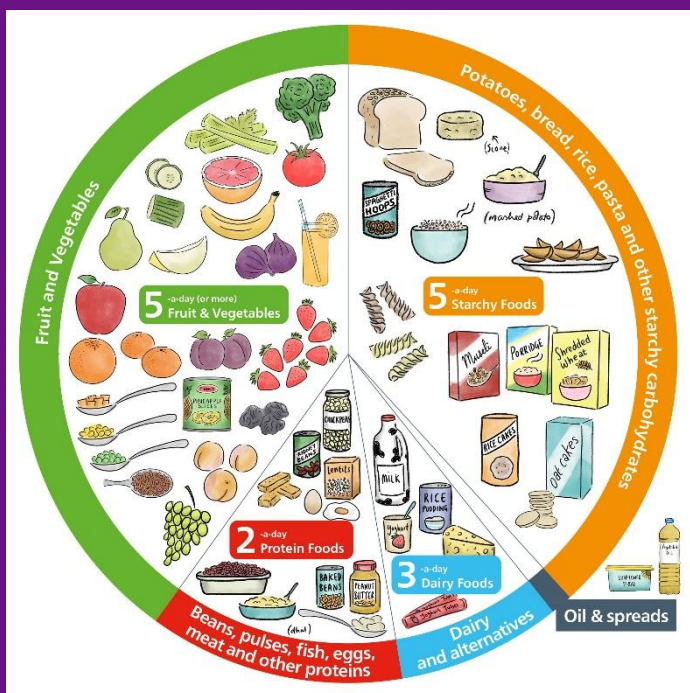 Fruit and Vegetables
Potatoes, bread, rice, pasta and other starchy carbohydrates
(Scone)
SPAGHETTI
HOOPS
(mashed potato)
5 -a-day (or more)
Fruit & Vegetables
5 -a-day
Starchy Foods
Muesli
PORRIDGE
Shredded
wheat
PINEAPPLE
SLICES
RICE CAKES
Oat cakes
CHICKPEAS
KIDNEY
BEANS
Lentils
MILK
RICE
PUDDING
Yoghurt
2 -a-day
Protein Foods
3 -a-day
Dairy Foods
BAKED
BEANS
PEANUT
BUTTER
(dhal)
Beans, pulses, fish, eggs,
meat and other proteins
Dairy
and alternatives
Oil & spreads